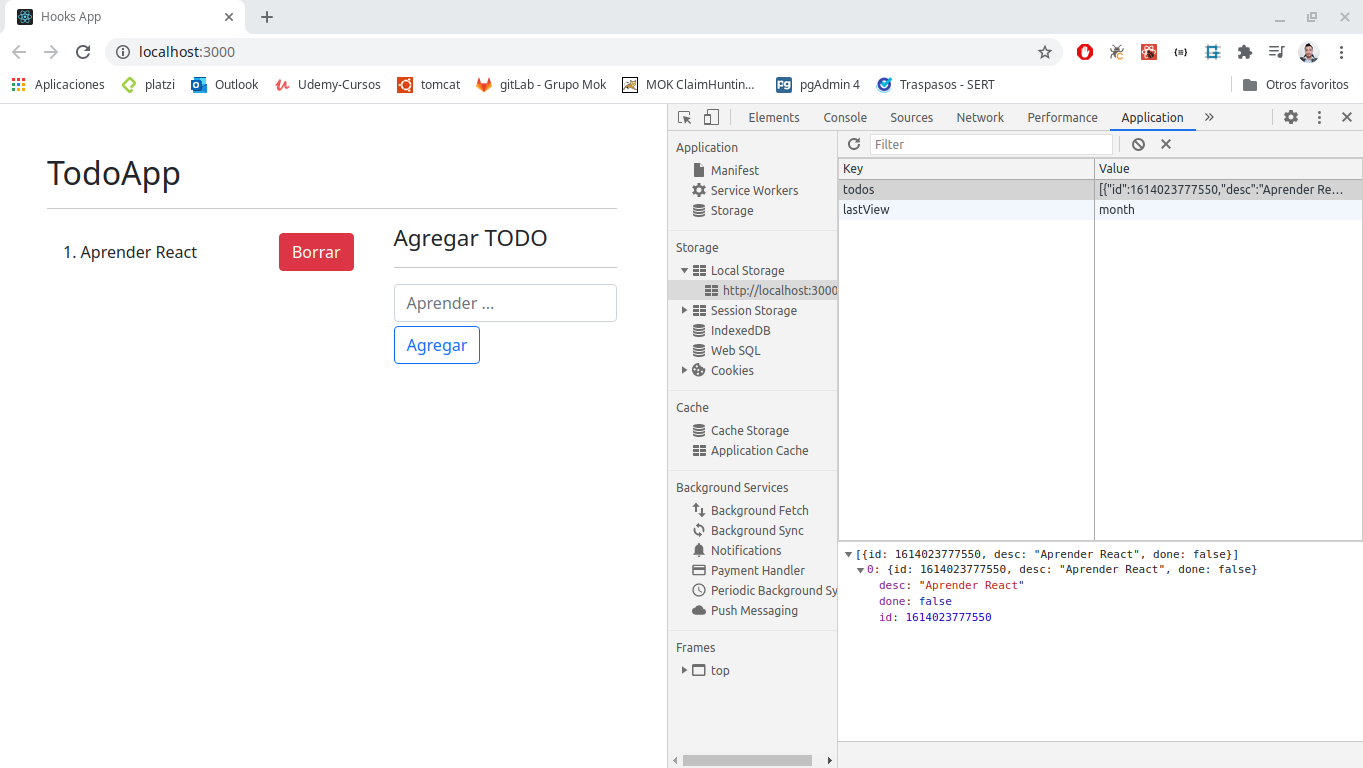 Hooks App
localhost:3000
Aplicaciones platzi Outlook Udemy-Cursos tomcat gitLab - Grupo Mok MOK ClaimHuntin... pgAdmin 4 Traspasos - SERT Otros favoritos
Elements Console Sources Network Performance Application
TodoApp
1. Aprender React
Borrar
Agregar TODO
Aprender ...
Agregar
Application
Manifest
Service Workers
Storage
Storage
Local Storage
http://localhost:3000
Session Storage
IndexedDB
Web SQL
Cookies
Cache
Cache Storage
Application Cache
Background Services
Background Fetch
Background Sync
Notifications
Payment Handler
Periodic Background Sy
Push Messaging
Frames
top
Filter
Key Value
todos [{"id":1614023777550,"desc":"Aprender Re...
lastView month
[{id: 1614023777550, desc: "Aprender React", done: false}]
0: {id: 1614023777550, desc: "Aprender React", done: false}
desc: "Aprender React"
done: false
id: 1614023777550